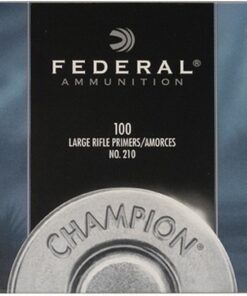 FEDERAL®
AMMUNITION
100
LARGE RIFLE PRIMERS/AMORCES
NO. 210
CHAMPION®